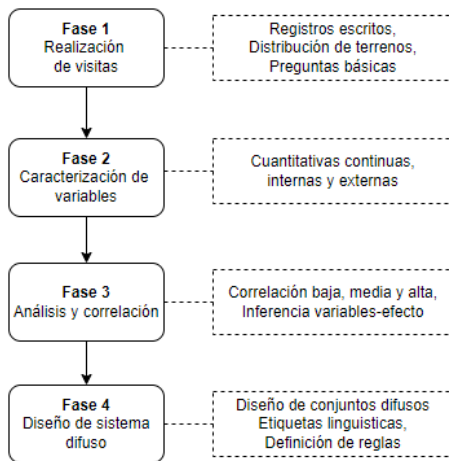 Fase 1
Realización
de visitas
Registros escritos,
Distribución de terrenos,
Preguntas básicas
Fase 2
Caracterización de
variables
Cuantitativas continuas,
internas y externas
Fase 3
Análisis y correlación
Correlación baja, media y alta,
Inferencia variables-efecto
Fase 4
Diseño de sistema
difuso
Diseño de conjuntos difusos
Etiquetas linguisticas,
Definición de reglas